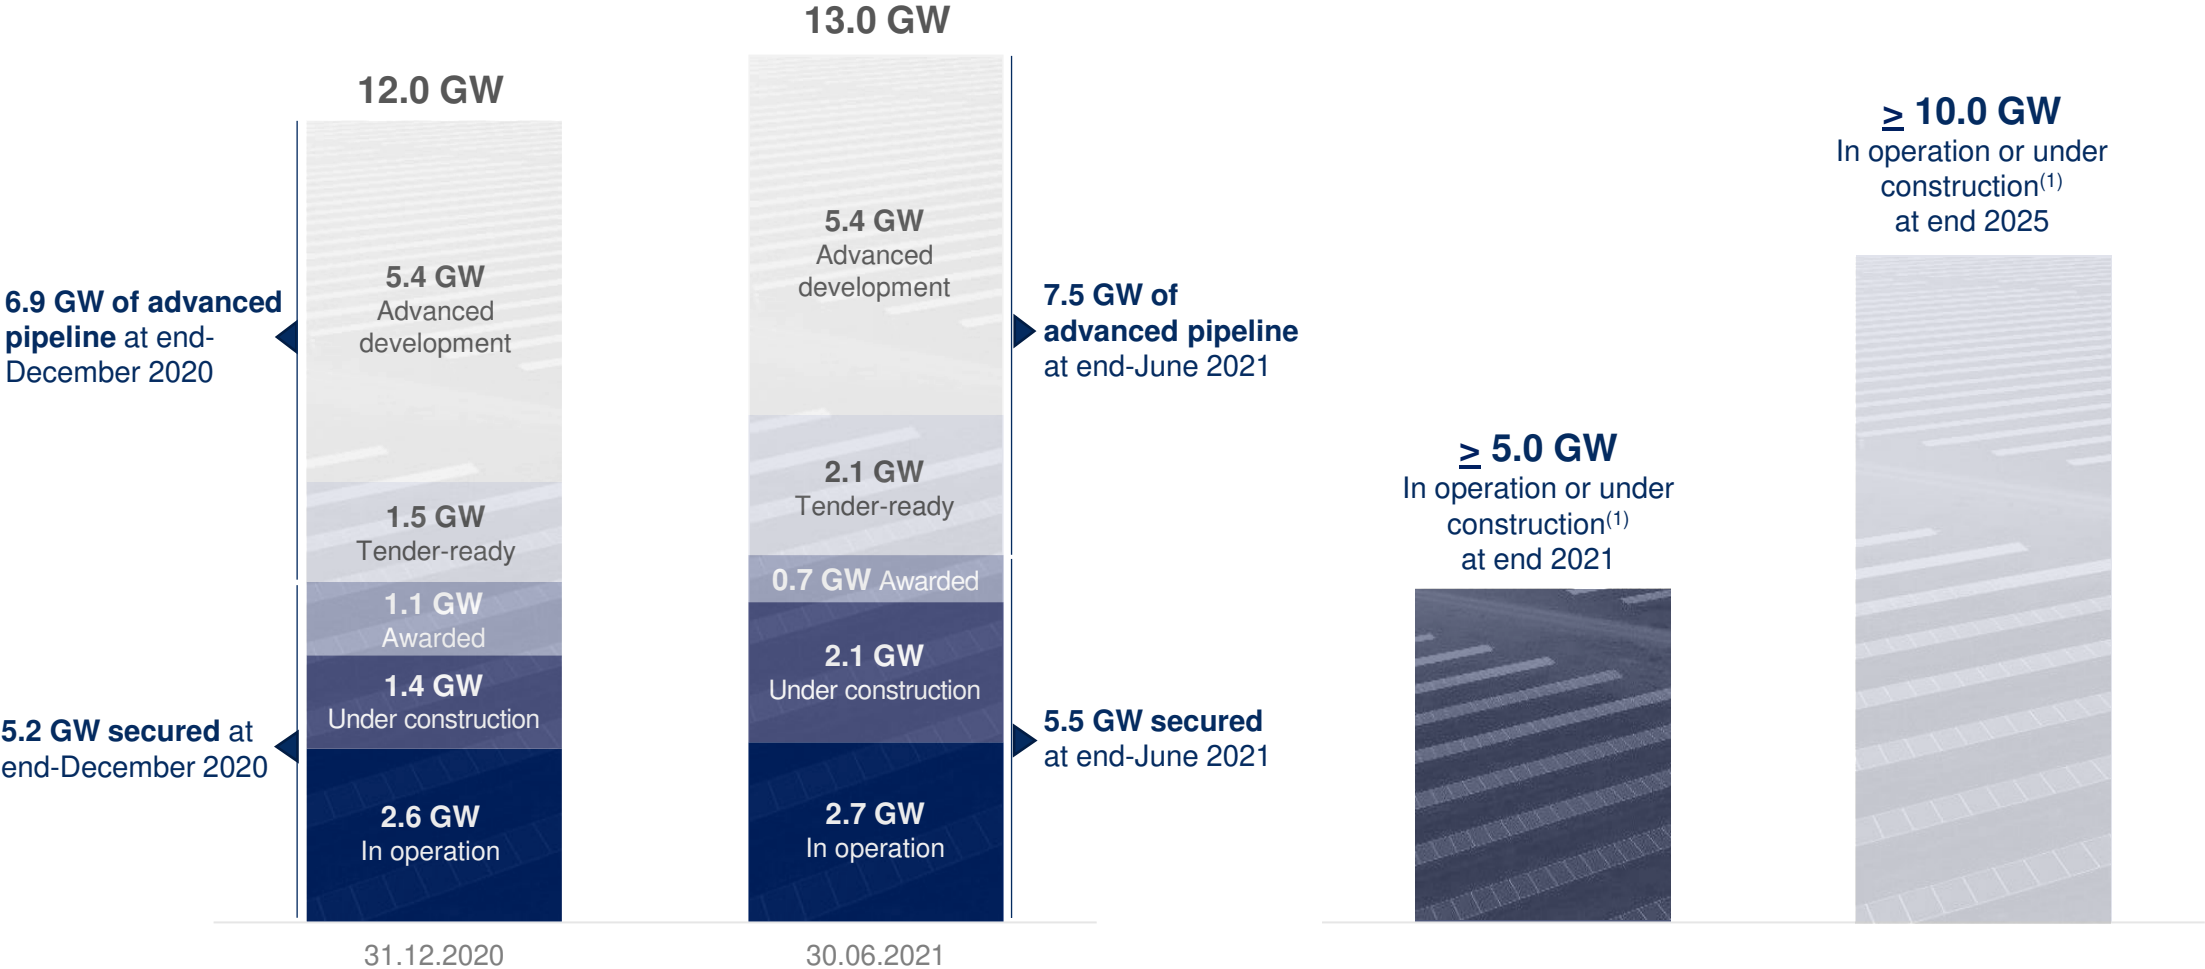 12.0 GW
5.4 GW
Advanced
development
1.5 GW
Tender-ready
1.1 GW
Awarded
1.4 GW
Under construction
2.6 GW
In operation
31.12.2020
6.9 GW of advanced
pipeline at end-
December 2020
5.2 GW secured at
end-December 2020
13.0 GW
5.4 GW
Advanced
development
2.1 GW
Tender-ready
0.7 GW Awarded
2.1 GW
Under construction
2.7 GW
In operation
30.06.2021
7.5 GW of
advanced pipeline
at end-June 2021
5.5 GW secured
at end-June 2021
≥ 5.0 GW
In operation or under
construction(1)
at end 2021
≥ 10.0 GW
In operation or under
construction(1)
at end 2025